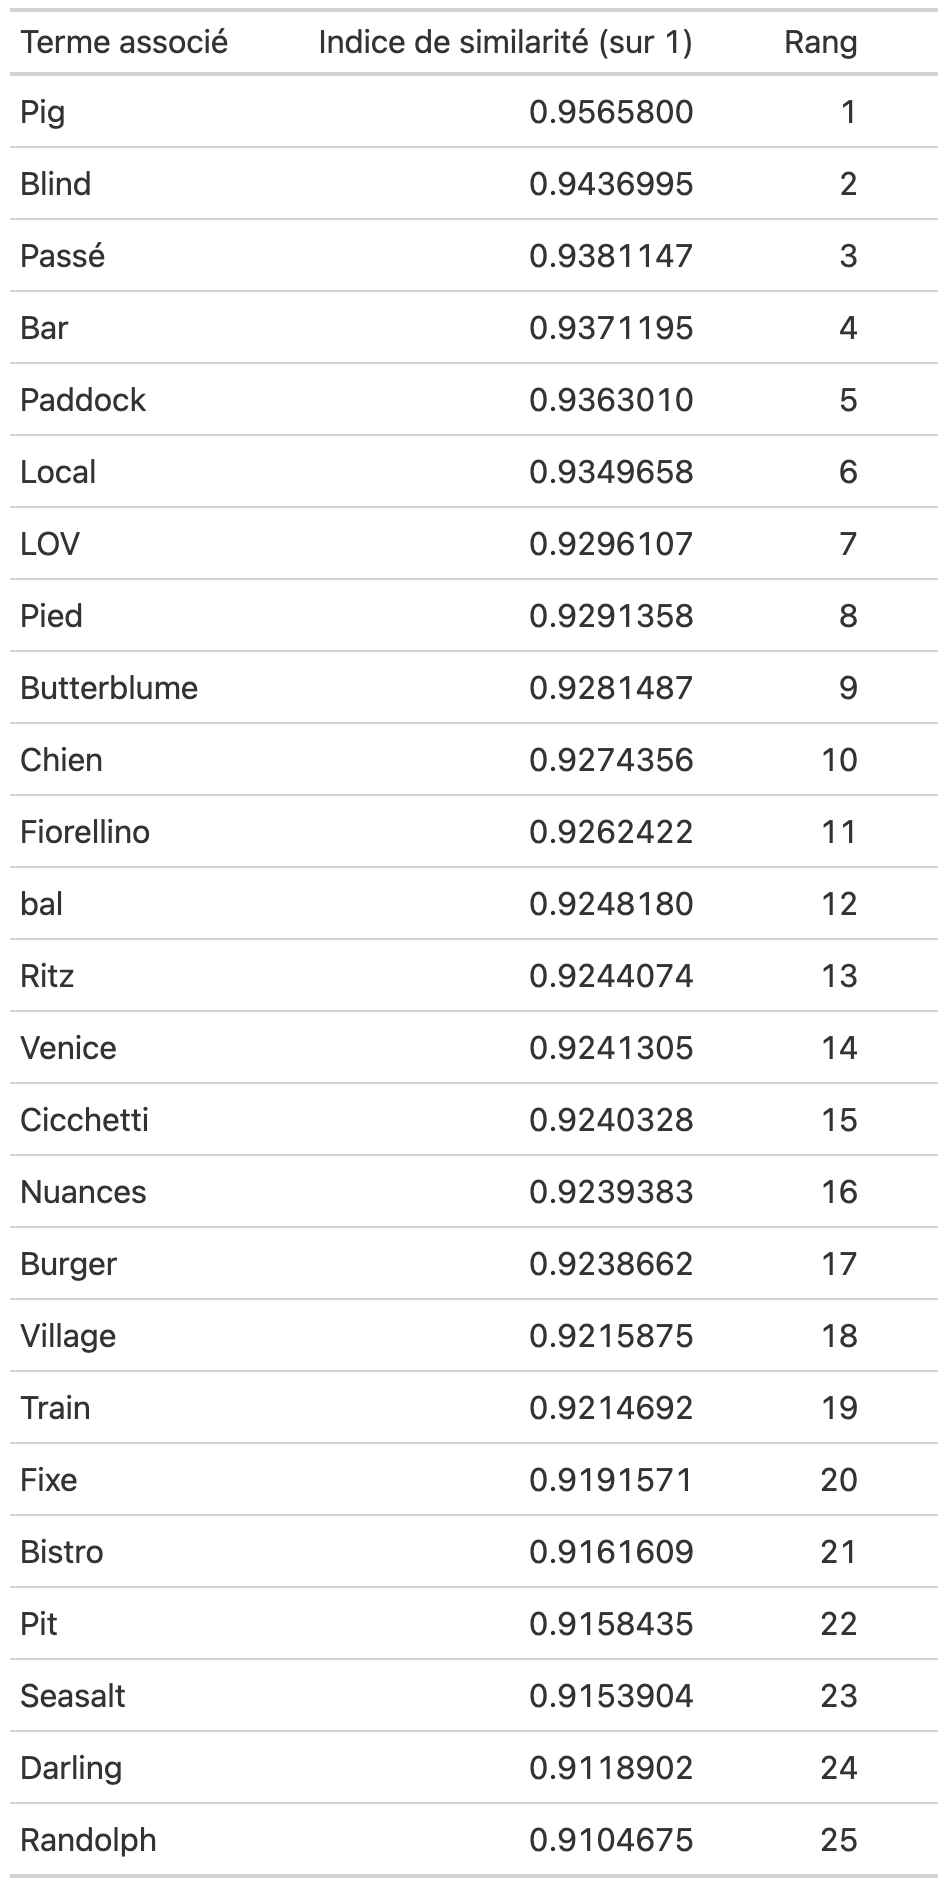 Terme associé Indice de similarité (sur 1) Rang
Pig 0.9565800 1
Blind 0.9436995 2
Passé 0.9381147 3
Bar 0.9371195 4
Paddock 0.9363010 5
Local 0.9349658 6
LOV 0.9296107 7
Pied 0.9291358 8
Butterblume 0.9281487 9
Chien 0.9274356 10
Fiorellino 0.9262422 11
bal 0.9248180 12
Ritz 0.9244074 13
Venice 0.9241305 14
Cicchetti 0.9240328 15
Nuances 0.9239383 16
Burger 0.9238662 17
Village 0.9215875 18
Train 0.9214692 19
Fixe 0.9191571 20
Bistro 0.9161609 21
Pit 0.9158435 22
Seasalt 0.9153904 23
Darling 0.9118902 24
Randolph 0.9104675 25